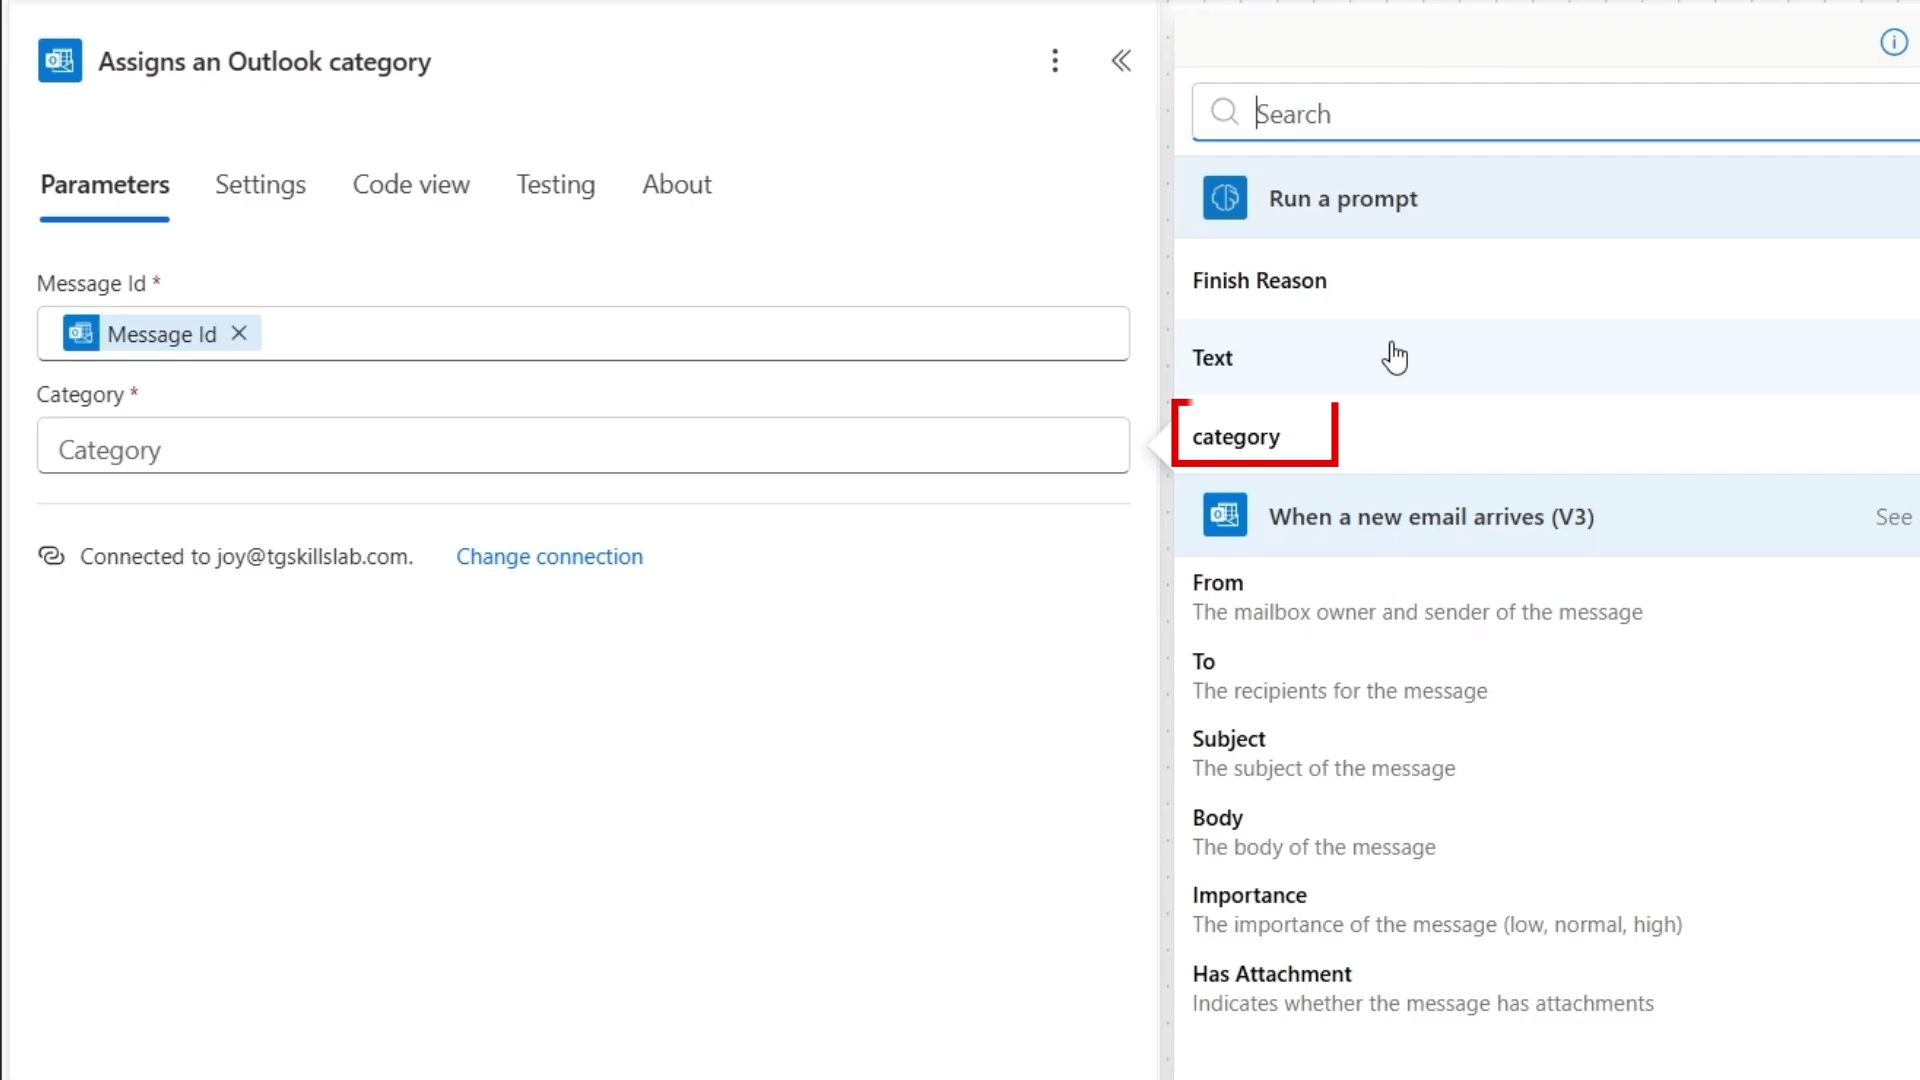 Assigns an Outlook category
Parameters
Settings
Code view
Testing
About
Message Id *
Message Id
Category *
Category
Connected to joy@tgskillslab.com.
Change connection
Search
Run a prompt
Finish Reason
Text
category
When a new email arrives (V3)
See
From
The mailbox owner and sender of the message
To
The recipients for the message
Subject
The subject of the message
Body
The body of the message
Importance
The importance of the message (low, normal, high)
Has Attachment
Indicates whether the message has attachments